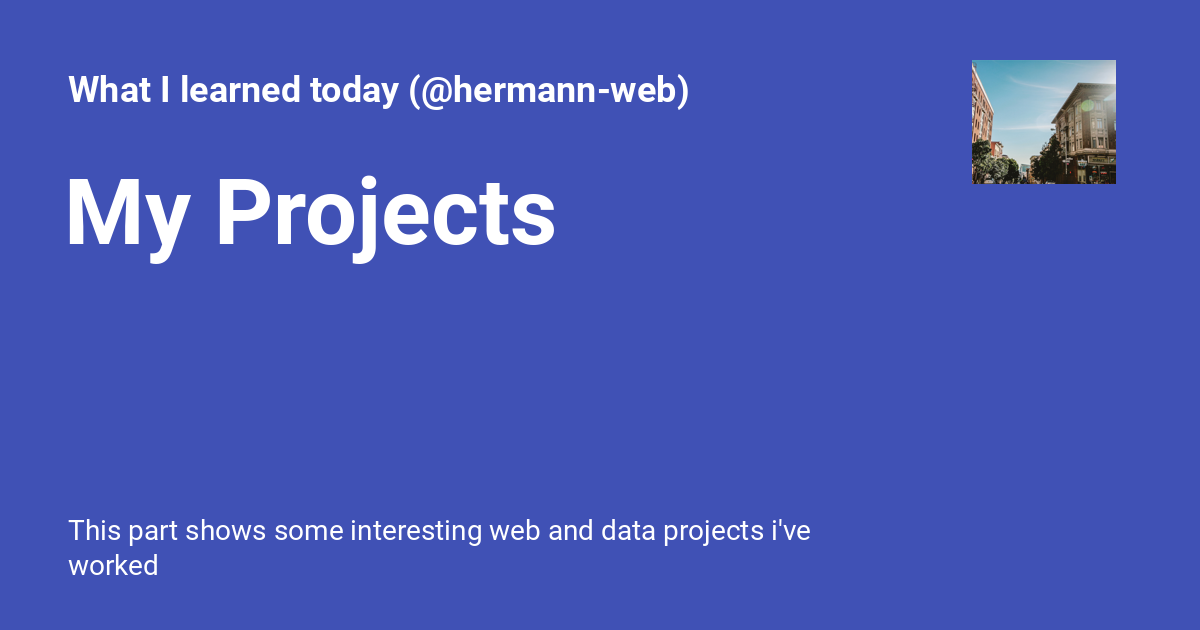 What I learned today (@hermann-web)
My Projects
This part shows some interesting web and data projects i've
worked